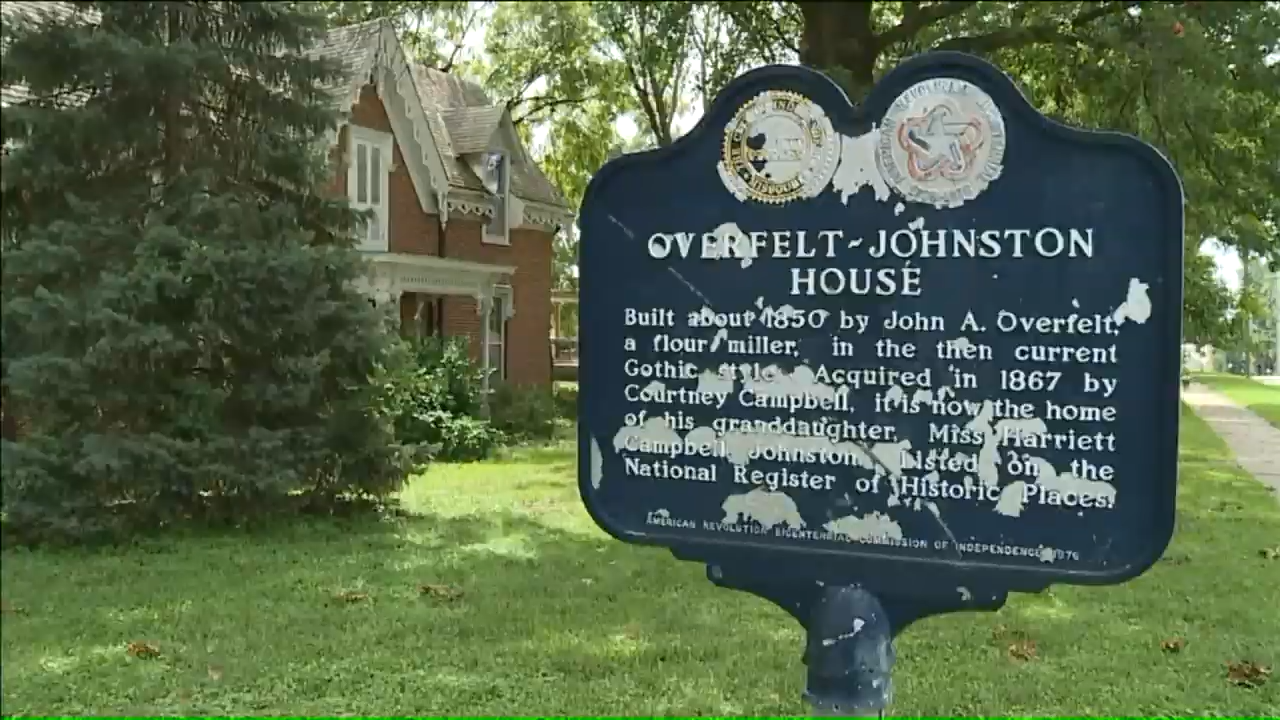 MISSOURI
OVERFELT~JOHNSTON
HOUSE
Built about 1850 by John A. Overfelt,
a flour miller, in the then current
Gothic style. Acquired in 1867 by
Courtney Campbell, it is now the home
of his granddaughter, Miss Harriett
Campbell Johnston. Listed on the
National Register of Historic Places.
AMERICAN REVOLUTION BICENTENNIAL COMMISSION OF INDEPENDENCE 1976